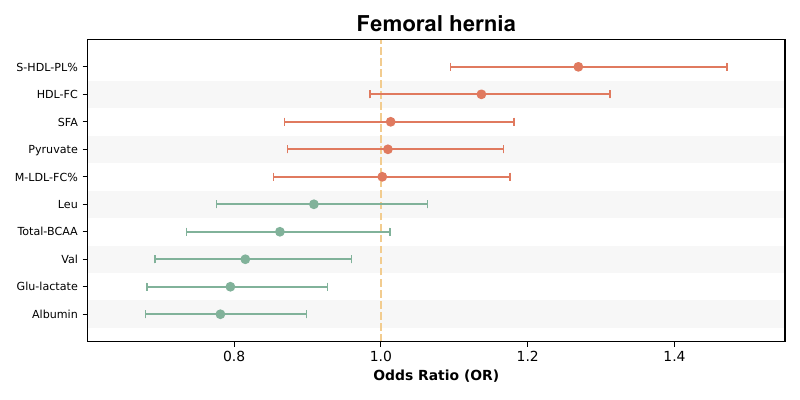 Femoral hernia
S-HDL-PL%
HDL-FC
SFA
Pyruvate
M-LDL-FC%
Leu
Total-BCAA
Val
Glu-lactate
Albumin
0.8 1.0 1.2 1.4
Odds Ratio (OR)